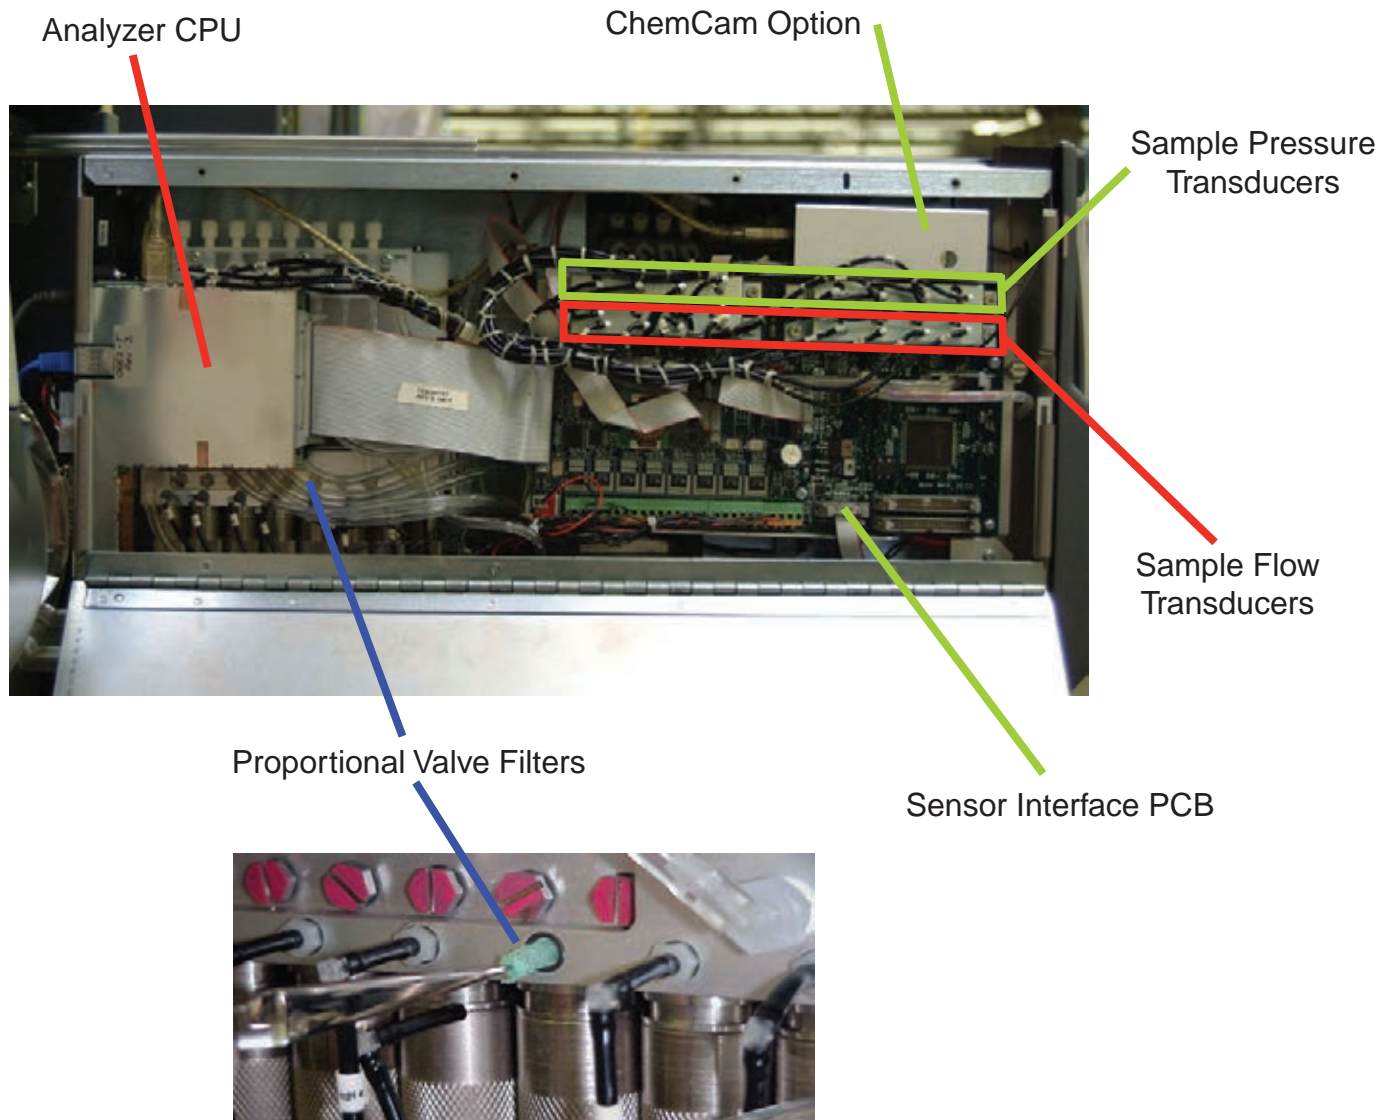 Analyzer CPU
ChemCam Option
Sample Pressure
Transducers
Sample Flow
Transducers
Proportional Valve Filters
Sensor Interface PCB